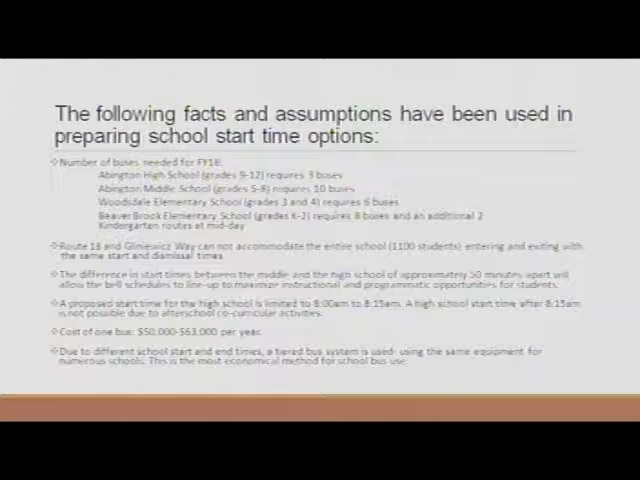 The following facts and assumptions have been used in
preparing school start time options:
Number of buses needed for FY18:
Abington High School (grades 9-12) requires 3 buses
Abington Middle School (grades 5-8) requires 10 buses
Woodsdale Elementary School (grades 3 and 4) requires 6 buses
Beaver Brook Elementary School (grades K-2) requires 8 buses and an additional 2
Kindergarten routes at mid-day
Route 18 and Gliniewicz Way can not accommodate the entire school (1100 students) entering and exiting with
the same start and dismissal times
The difference in start times between the middle and the high school of approximately 50 minutes apart will
allow the bell schedules to line-up to maximize instructional and programmatic opportunities for students.
A proposed start time for the high school is limited to 8:00am to 8:15am. A high school start time after 8:15am
is not possible due to afterschool co-curricular activities.
Cost of one bus: $50,000-$63,000 per year
Due to different school start and end times, a tiered bus system is used- using the same equipment for
numerous schools. This is the most economical method for school bus use.